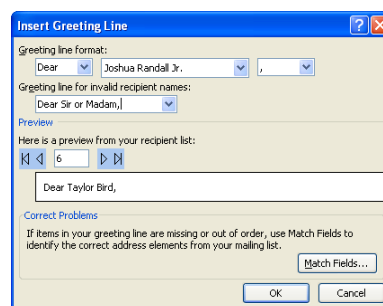 Insert Greeting Line
Greeting line format:
Dear Joshua Randall Jr. ,
Greeting line for invalid recipient names:
Dear Sir or Madam,
Preview
Here is a preview from your recipient list:
6
Dear Taylor Bird,
Correct Problems
If items in your greeting line are missing or out of order, use Match Fields to
identify the correct address elements from your mailing list.
Match Fields...
OK Cancel